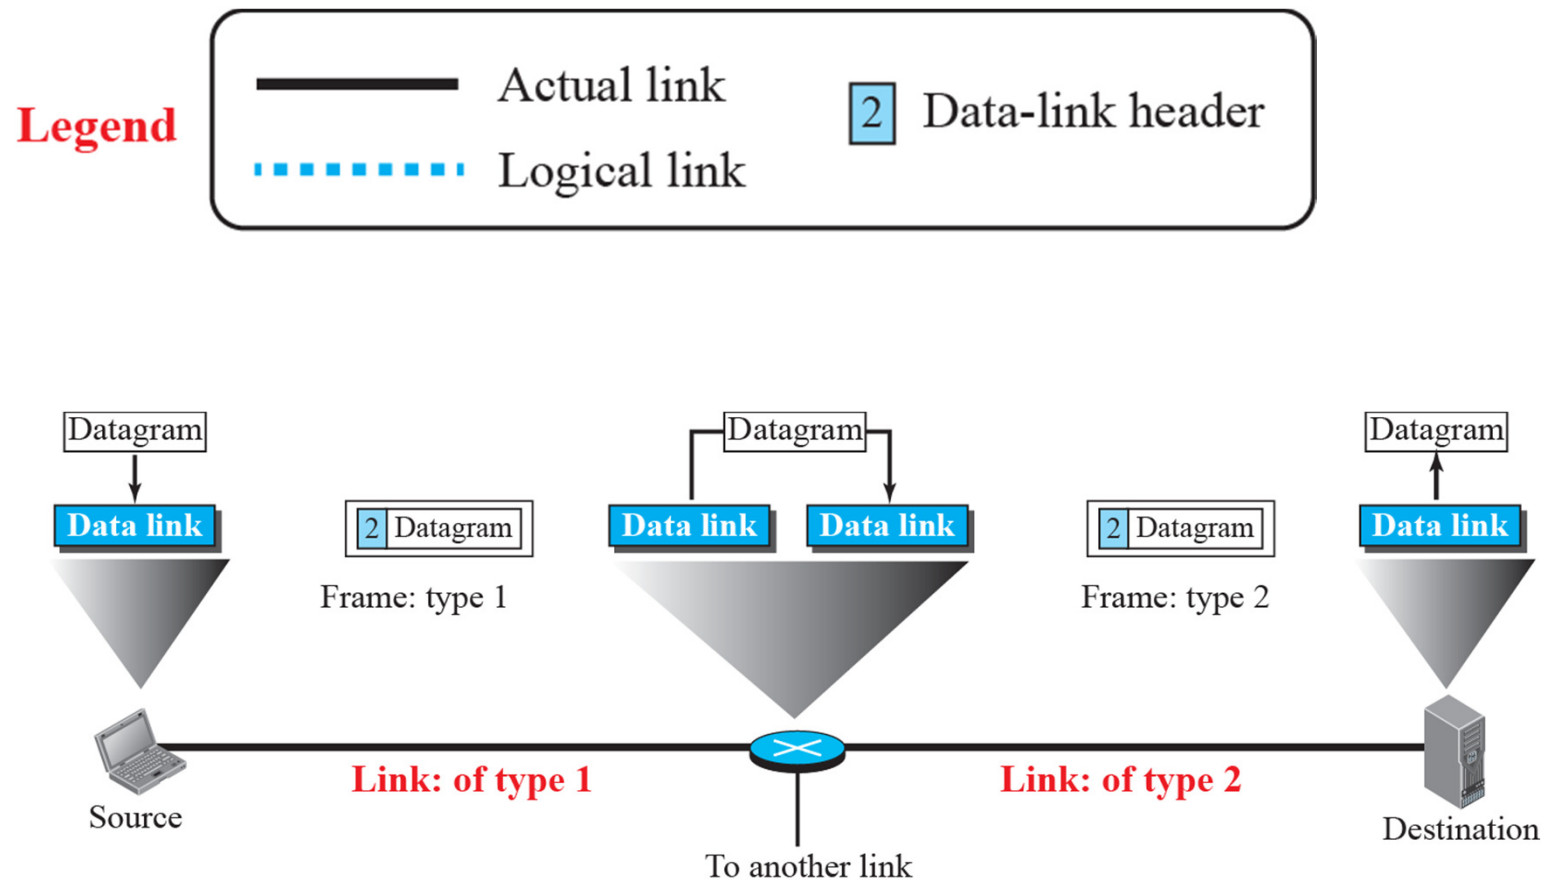 Legend
Actual link
Logical link
2 Data-link header
Datagram
Datagram
Datagram
Data link
2 Datagram
Data link
Data link
2 Datagram
Data link
Frame: type 1
Frame: type 2
Link: of type 1
Link: of type 2
Source
Destination
To another link